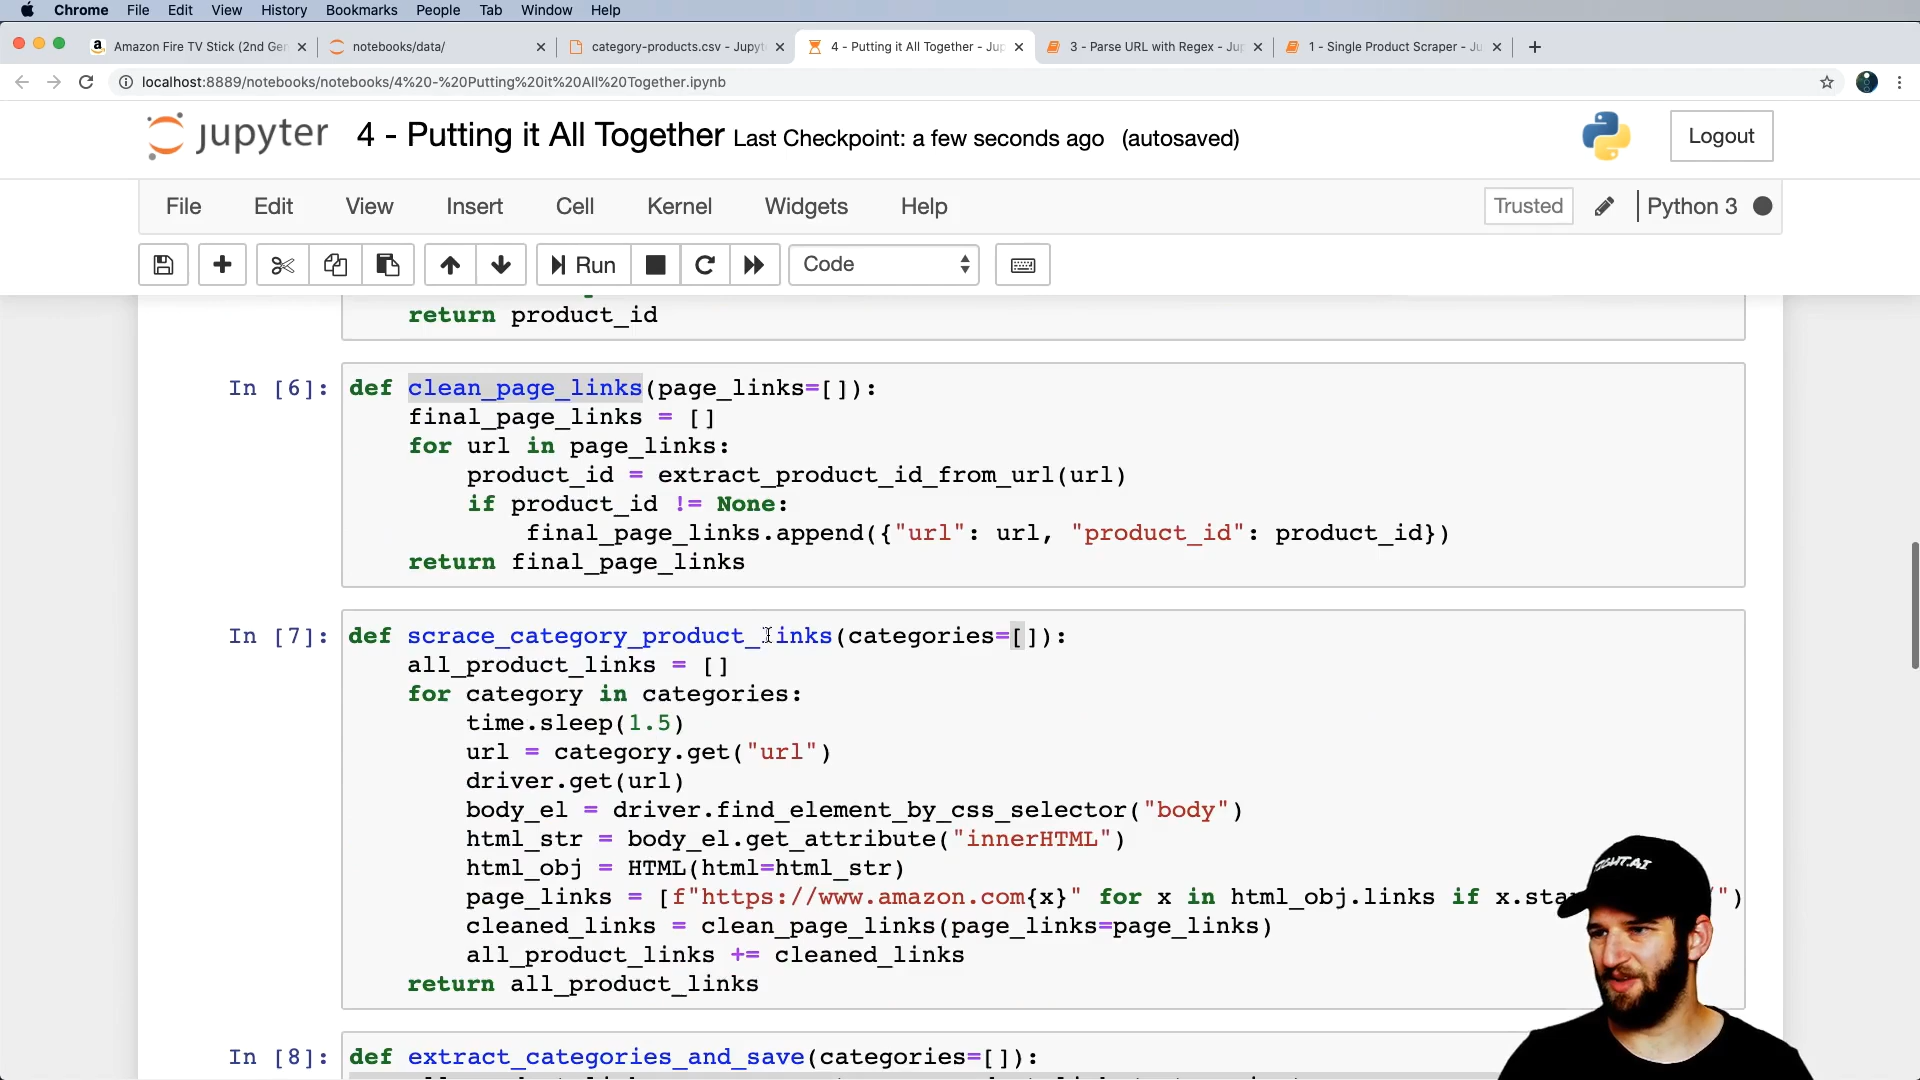 Chrome File Edit View History Bookmarks People Tab Window Help
Amazon Fire TV Stick (2nd Gen
notebooks/data/
category-products.csv - Jupyt
4 - Putting it All Together - Jup
3 - Parse URL with Regex - Jup
1 - Single Product Scraper - Ju
localhost:8889/notebooks/notebooks/4%20-%20Putting%20it%20All%20Together.ipynb
jupyter 4 - Putting it All Together Last Checkpoint: a few seconds ago (autosaved)
Logout
File Edit View Insert Cell Kernel Widgets Help
Trusted
Python 3
Run
Code
return product_id
In [6]: def clean_page_links(page_links=[]):
final_page_links = []
for url in page_links:
product_id = extract_product_id_from_url(url)
if product_id != None:
final_page_links.append({"url": url, "product_id": product_id})
return final_page_links
In [7]: def scrace_category_product_links(categories=[]):
all_product_links = []
for category in categories:
time.sleep(1.5)
url = category.get("url")
driver.get(url)
body_el = driver.find_element_by_css_selector("body")
html_str = body_el.get_attribute("innerHTML")
html_obj = HTML(html=html_str)
page_links = [f"https://www.amazon.com{x}" for x in html_obj.links if x.sta ")
cleaned_links = clean_page_links(page_links=page_links)
all_product_links += cleaned_links
return all_product_links
In [8]: def extract_categories_and_save(categories=[]):